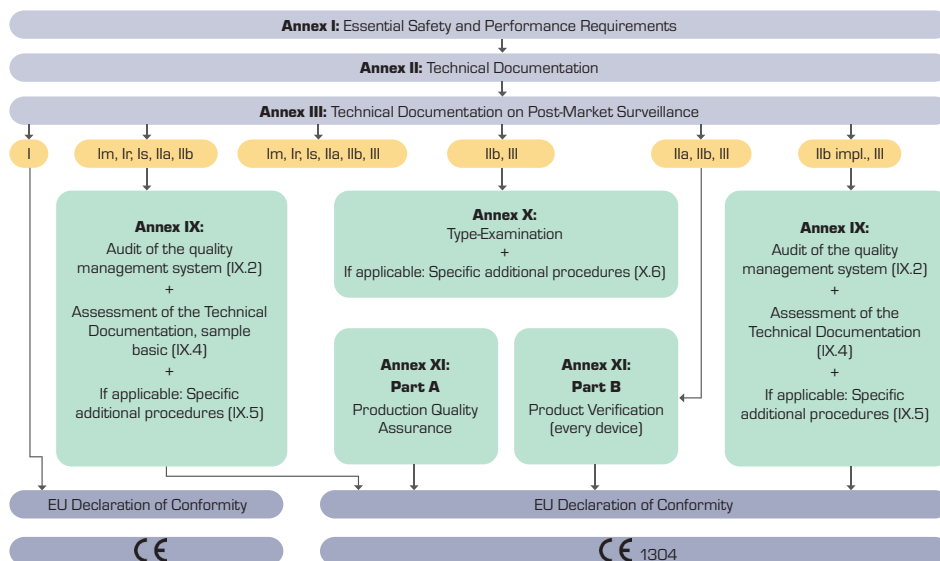 Annex I: Essential Safety and Performance Requirements
Annex II: Technical Documentation
Annex III: Technical Documentation on Post-Market Surveillance
I
Im, Ir, Is, IIa, IIb
Im, Ir, Is, IIa, IIb, III
IIb, III
IIa, IIb, III
IIb impl., III
Annex IX:
Audit of the quality
management system (IX.2)
+
Assessment of the Technical
Documentation, sample
basic (IX.4)
+
If applicable: Specific
additional procedures (IX.5)
Annex X:
Type-Examination
+
If applicable: Specific additional procedures (X.6)
Annex XI:
Part A
Production Quality
Assurance
Annex XI:
Part B
Product Verification
(every device)
Annex IX:
Audit of the quality
management system (IX.2)
+
Assessment of the
Technical Documentation
(IX.4)
+
If applicable: Specific
additional procedures (IX.5)
EU Declaration of Conformity
EU Declaration of Conformity
CE
CE 1304